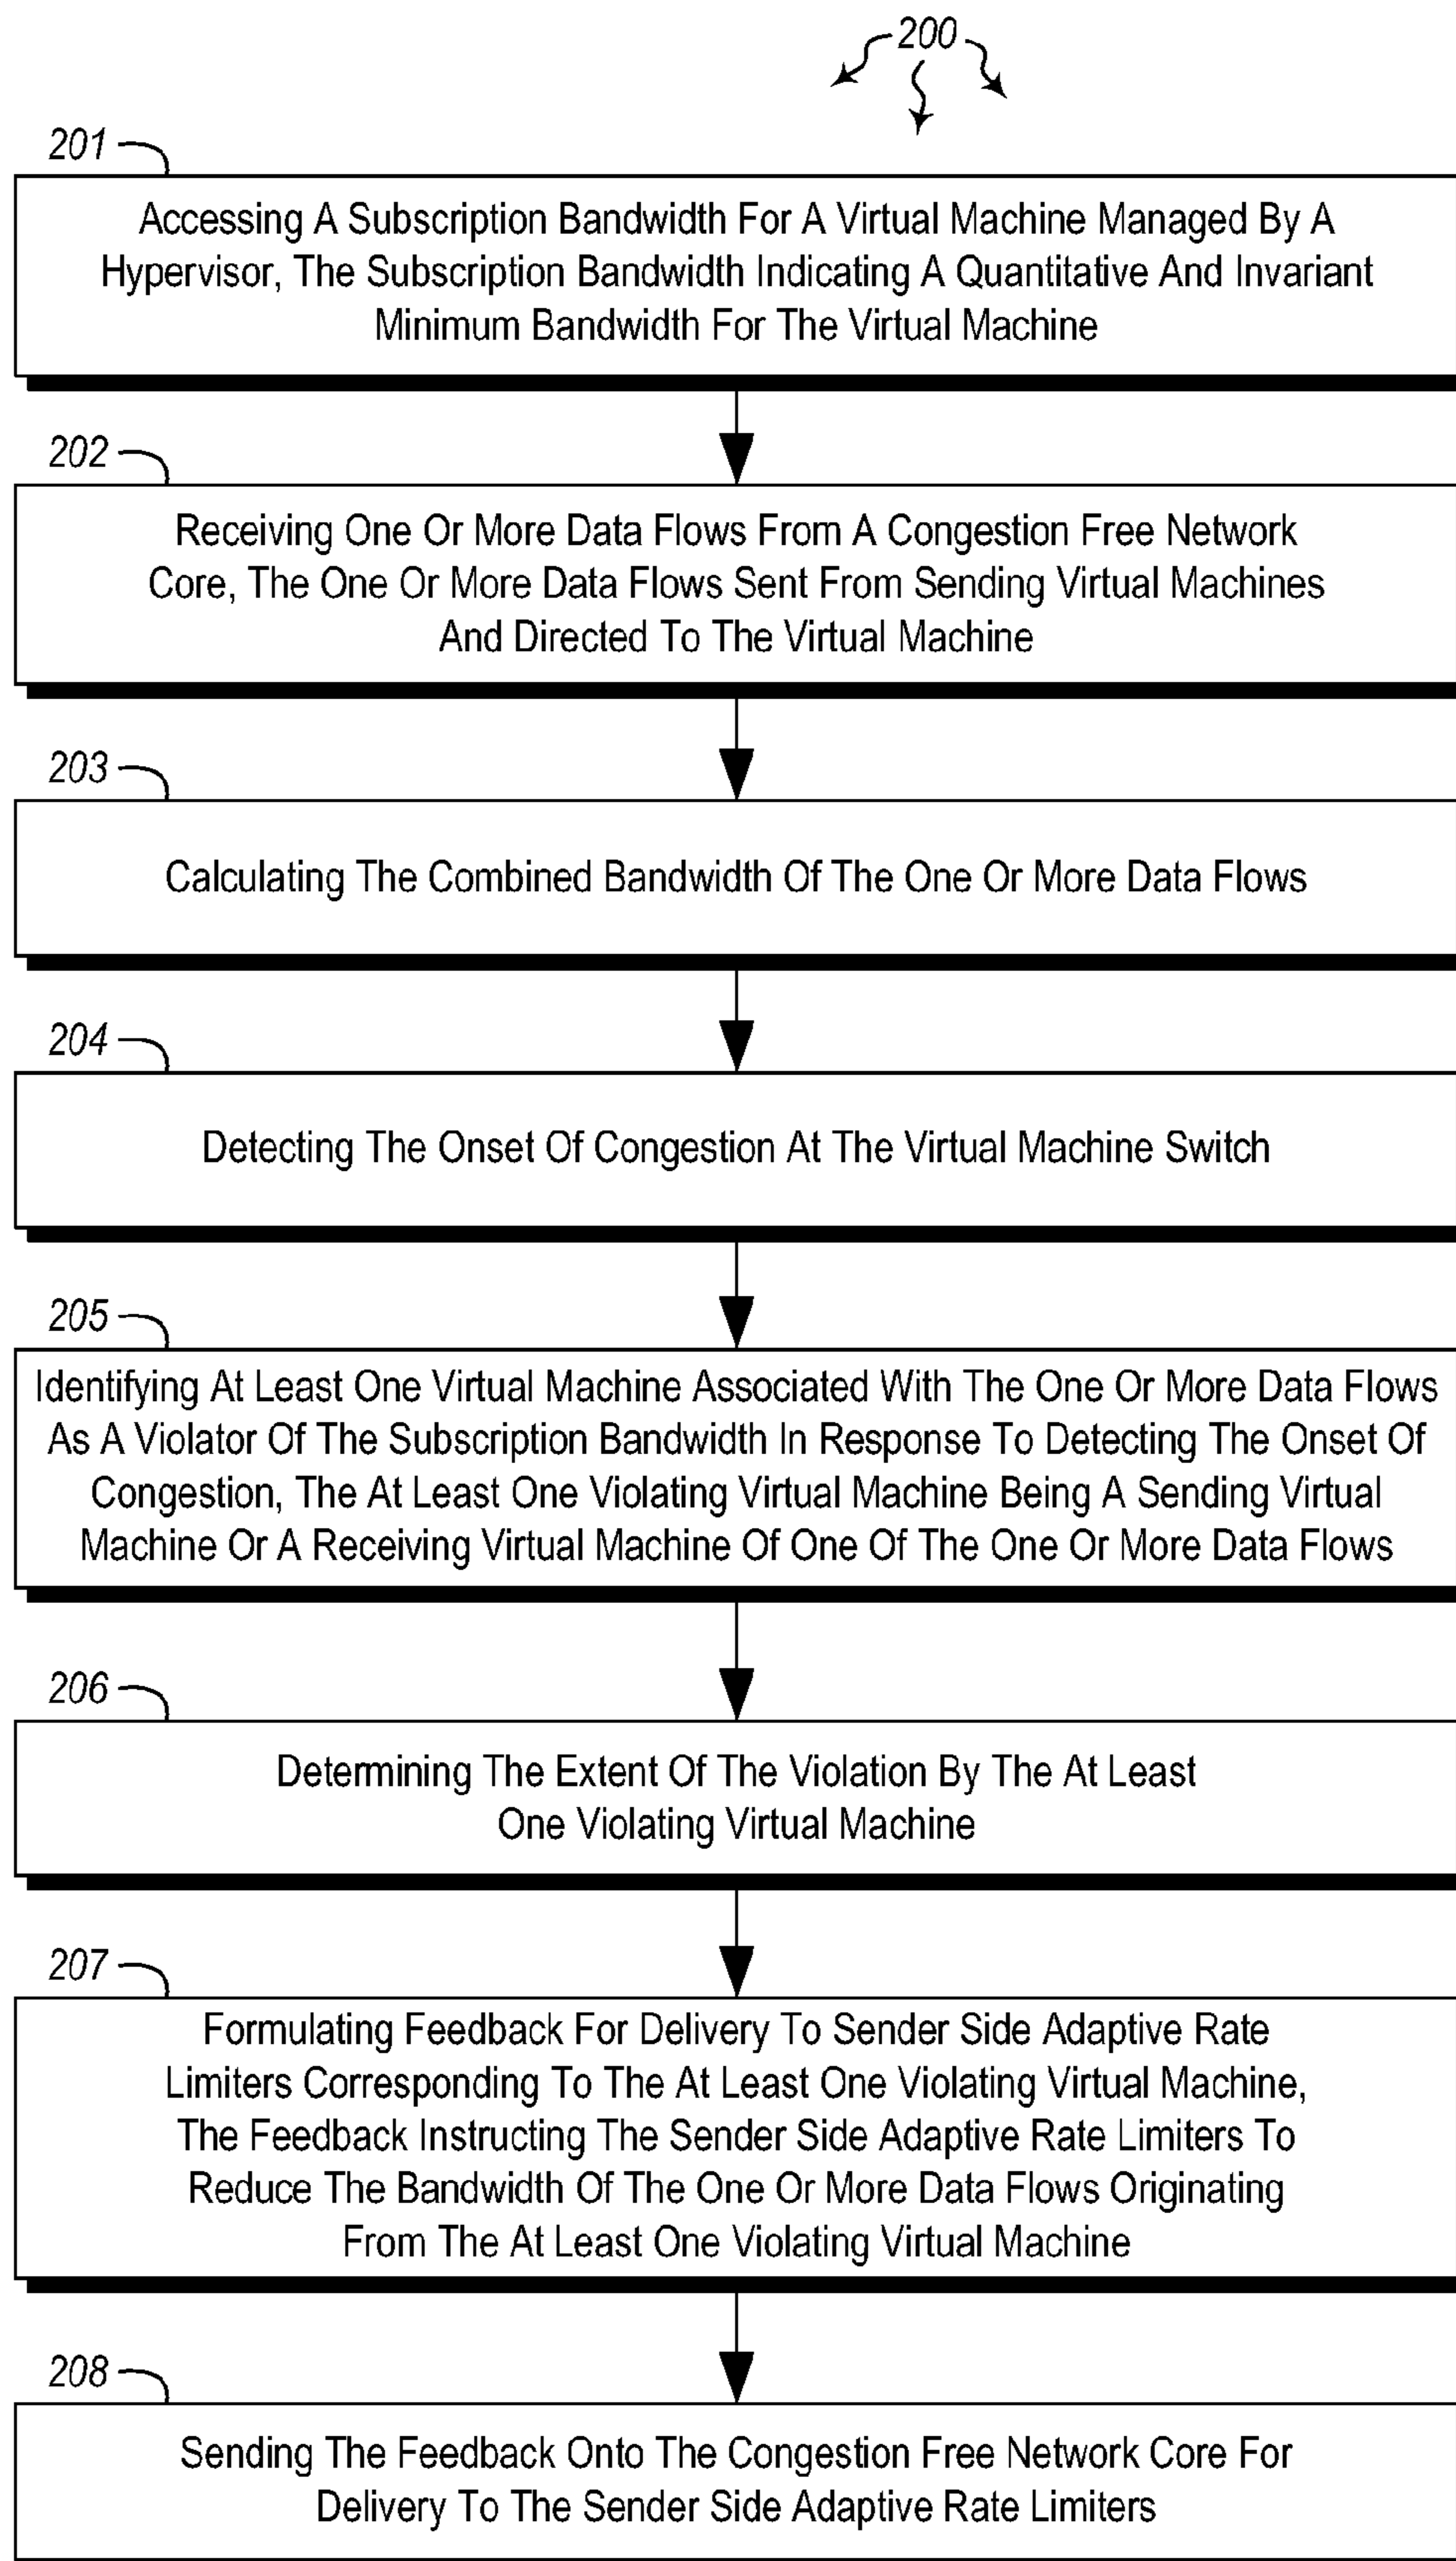 200
201
Accessing A Subscription Bandwidth For A Virtual Machine Managed By A
Hypervisor, The Subscription Bandwidth Indicating A Quantitative And Invariant
Minimum Bandwidth For The Virtual Machine
202
Receiving One Or More Data Flows From A Congestion Free Network
Core, The One Or More Data Flows Sent From Sending Virtual Machines
And Directed To The Virtual Machine
203
Calculating The Combined Bandwidth Of The One Or More Data Flows
204
Detecting The Onset Of Congestion At The Virtual Machine Switch
205
Identifying At Least One Virtual Machine Associated With The One Or More Data Flows
As A Violator Of The Subscription Bandwidth In Response To Detecting The Onset Of
Congestion, The At Least One Violating Virtual Machine Being A Sending Virtual
Machine Or A Receiving Virtual Machine Of One Of The One Or More Data Flows
206
Determining The Extent Of The Violation By The At Least
One Violating Virtual Machine
207
Formulating Feedback For Delivery To Sender Side Adaptive Rate
Limiters Corresponding To The At Least One Violating Virtual Machine,
The Feedback Instructing The Sender Side Adaptive Rate Limiters To
Reduce The Bandwidth Of The One Or More Data Flows Originating
From The At Least One Violating Virtual Machine
208
Sending The Feedback Onto The Congestion Free Network Core For
Delivery To The Sender Side Adaptive Rate Limiters